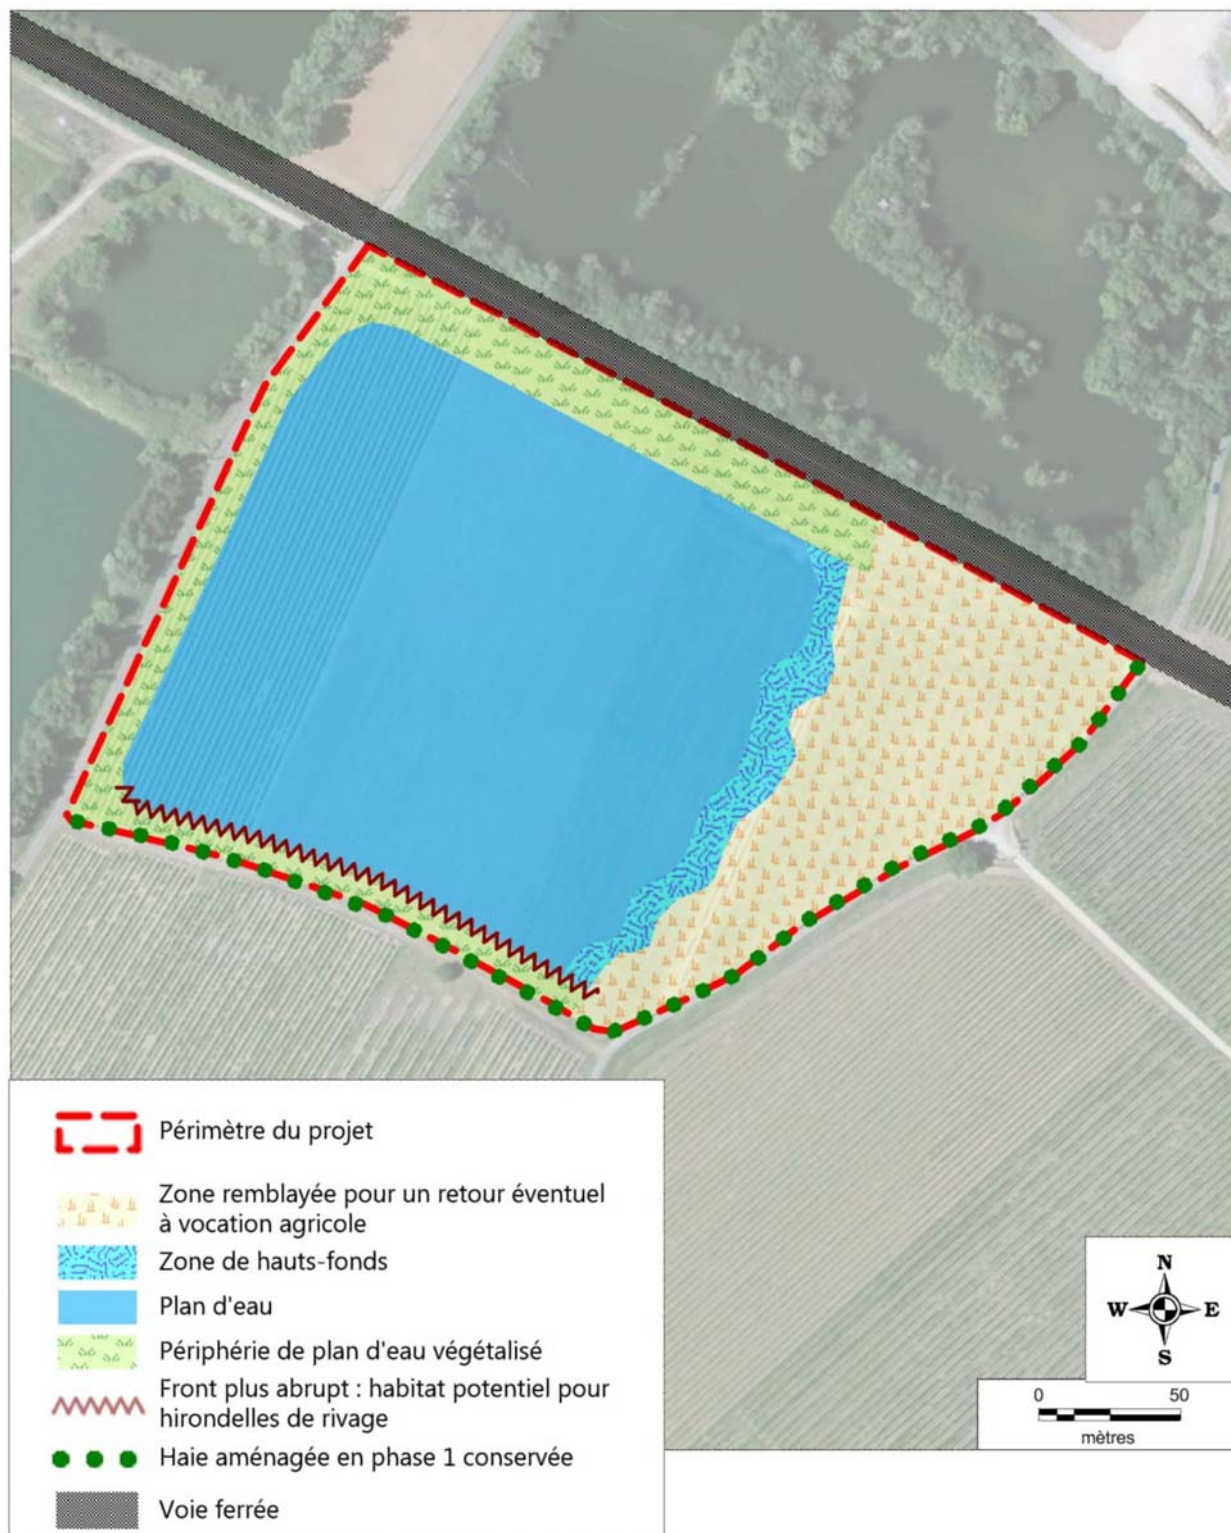 Périmètre du projet
Zone remblayée pour un retour éventuel
à vocation agricole
Zone de hauts-fonds
Plan d'eau
Périphérie de plan d'eau végétalisé
Front plus abrupt : habitat potentiel pour
hirondelles de rivage
Haie aménagée en phase 1 conservée
Voie ferrée
N
W E
S
0 50
mètres